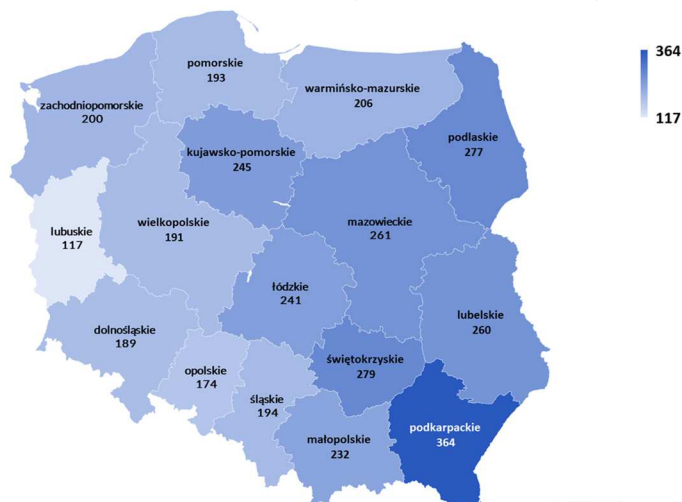 pomorskie
193
warmińsko-mazurskie
206
zachodniopomorskie
200
podlaskie
277
kujawsko-pomorskie
245
lubuskie
117
wielkopolskie
191
mazowieckie
261
łódzkie
241
lubelskie
260
dolnośląskie
189
opolskie
174
śląskie
194
świętokrzyskie
279
małopolskie
232
podkarpackie
364
364
117